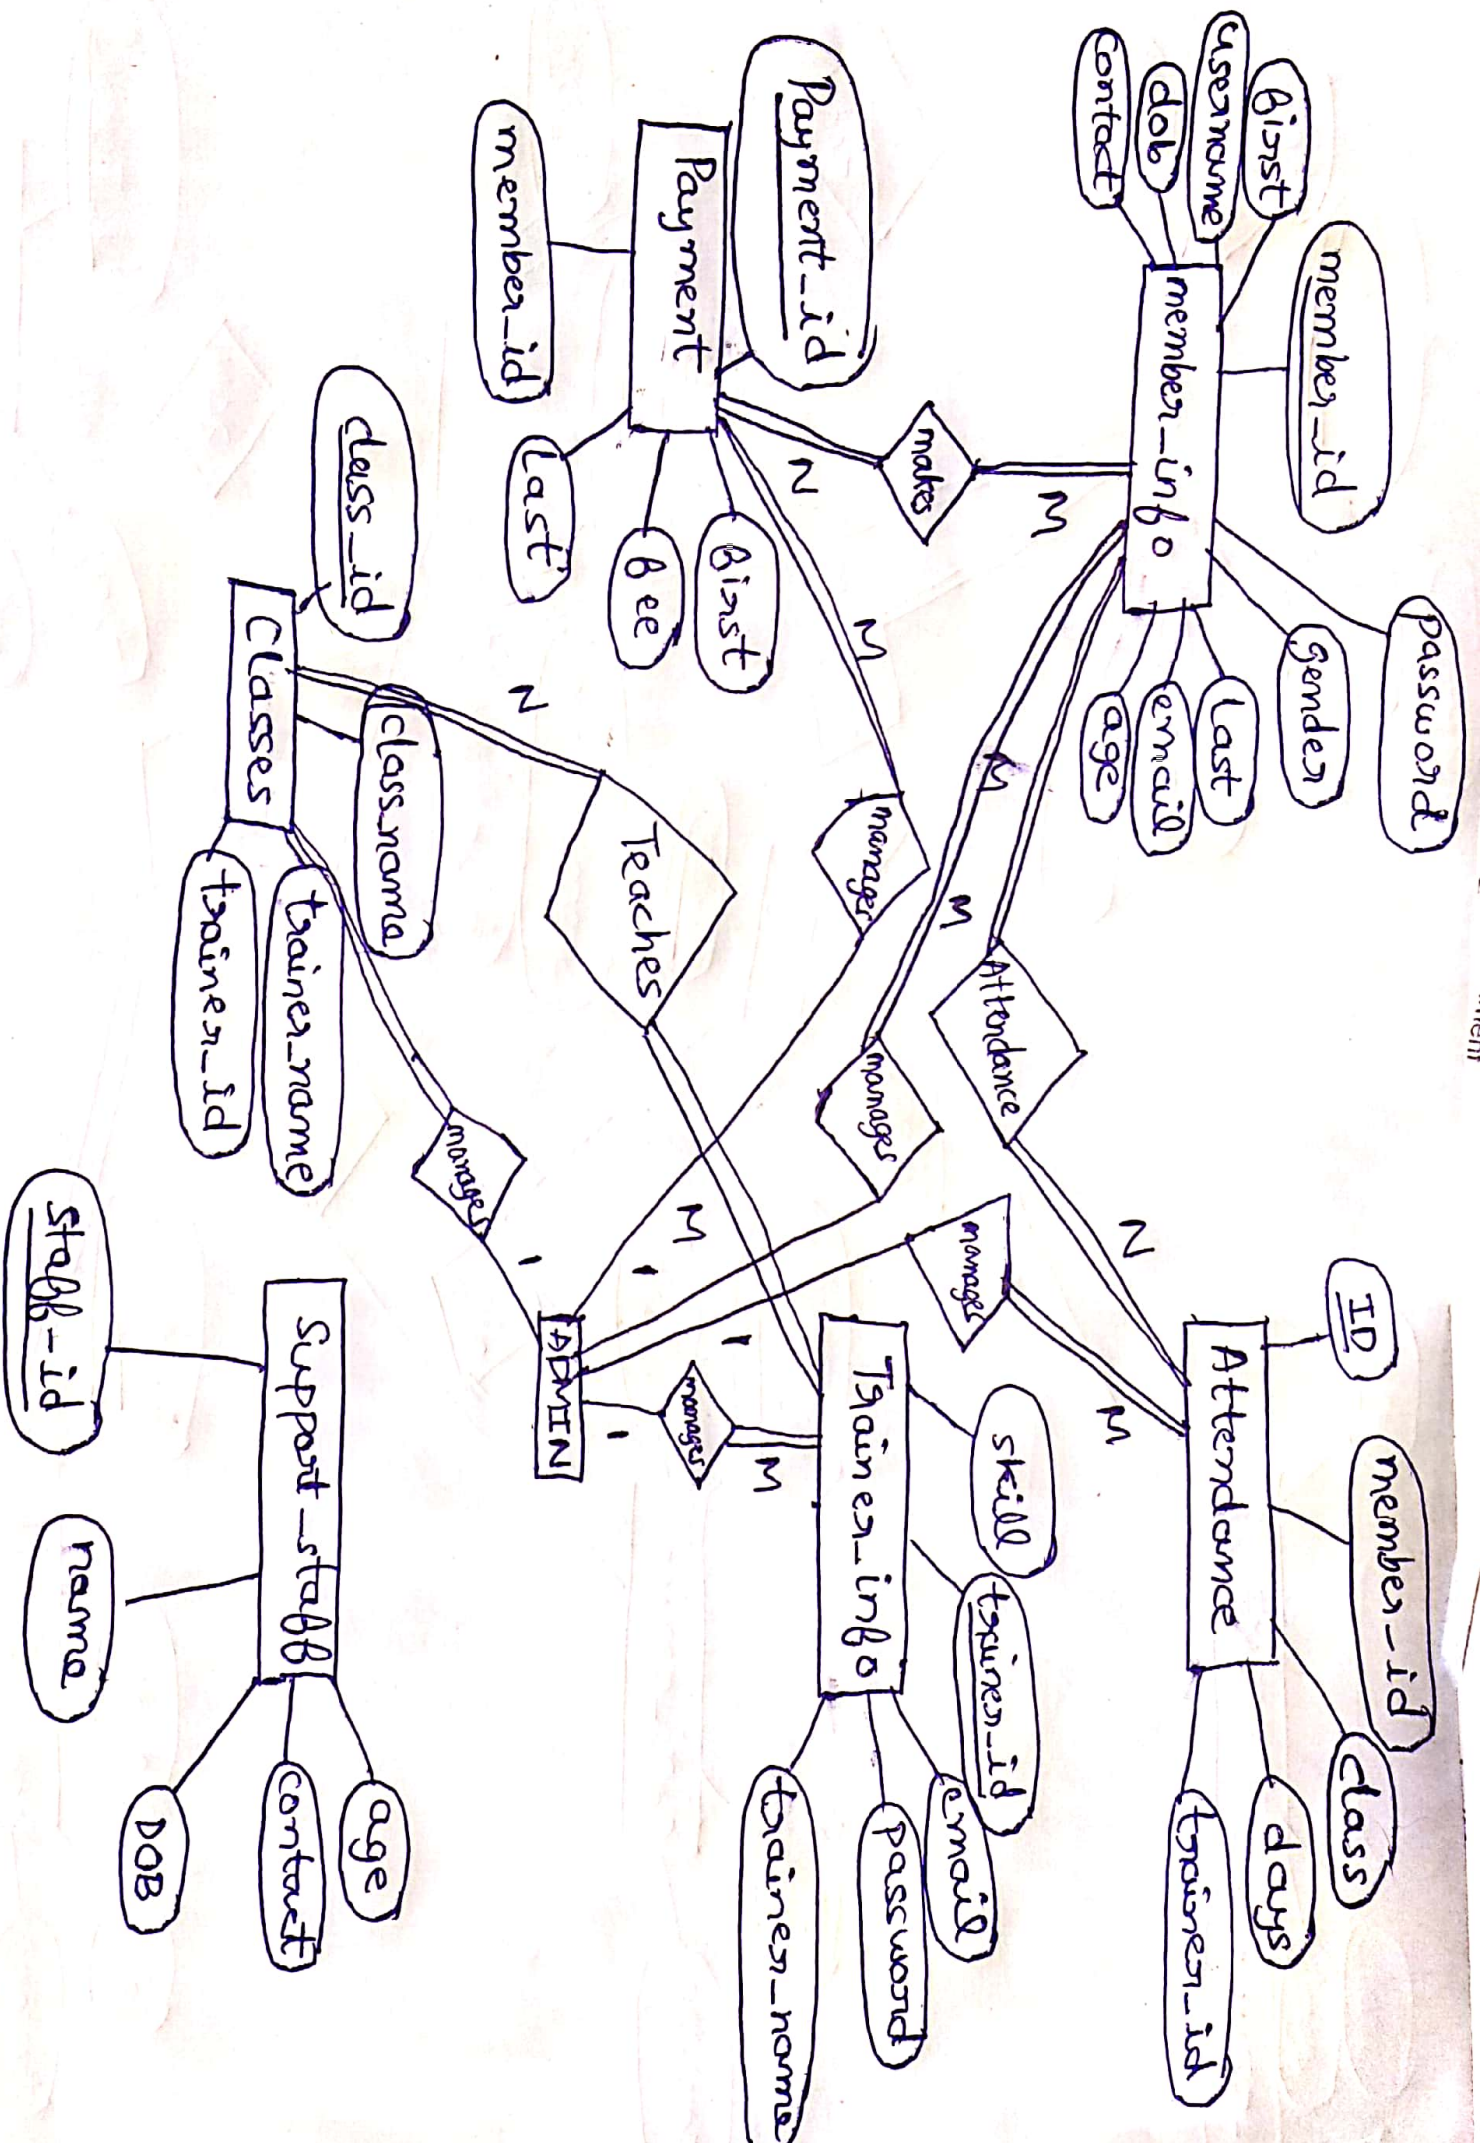 member_id
password
first
username
dob
contact
member_info
gender
last
email
age
ID
member_id
class
days
trainer_id
Attendance
M
makes
N
Payment_id
Payment
member_id
first
fee
last
M
manages
M
M
manages
Attendance
N
manages
M
skill
trainer_id
email
password
trainer_name
Trainer_info
M
manages
1
1
1
1
ADMIN
M
Teaches
N
class_id
Classes
class_name
trainer_name
trainer_id
manages
Support_staff
staff_id
name
DOB
contact
age